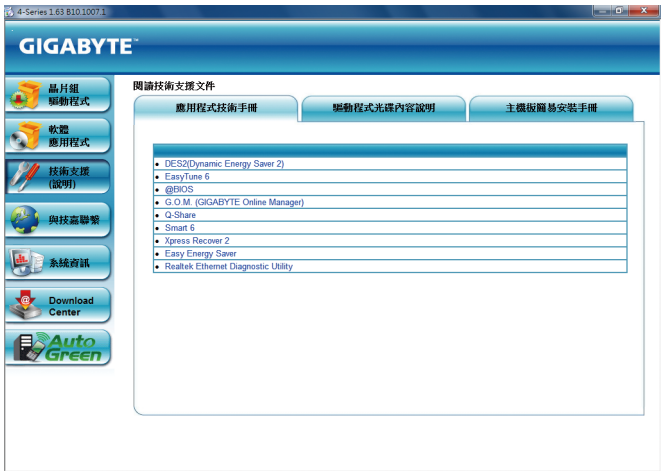 4-Series 1.63 B10.1007.1
GIGABYTE™
晶片組
驅動程式
軟體
應用程式
技術支援
(說明)
與技嘉聯繫
系統資訊
Download
Center
Auto
Green
閱讀技術支援文件
應用程式技術手冊
驅動程式光碟內容說明
主機板簡易安裝手冊
• DES2(Dynamic Energy Saver 2)
• EasyTune 6
• @BIOS
• G.O.M. (GIGABYTE Online Manager)
• Q-Share
• Smart 6
• Xpress Recover 2
• Easy Energy Saver
• Realtek Ethernet Diagnostic Utility